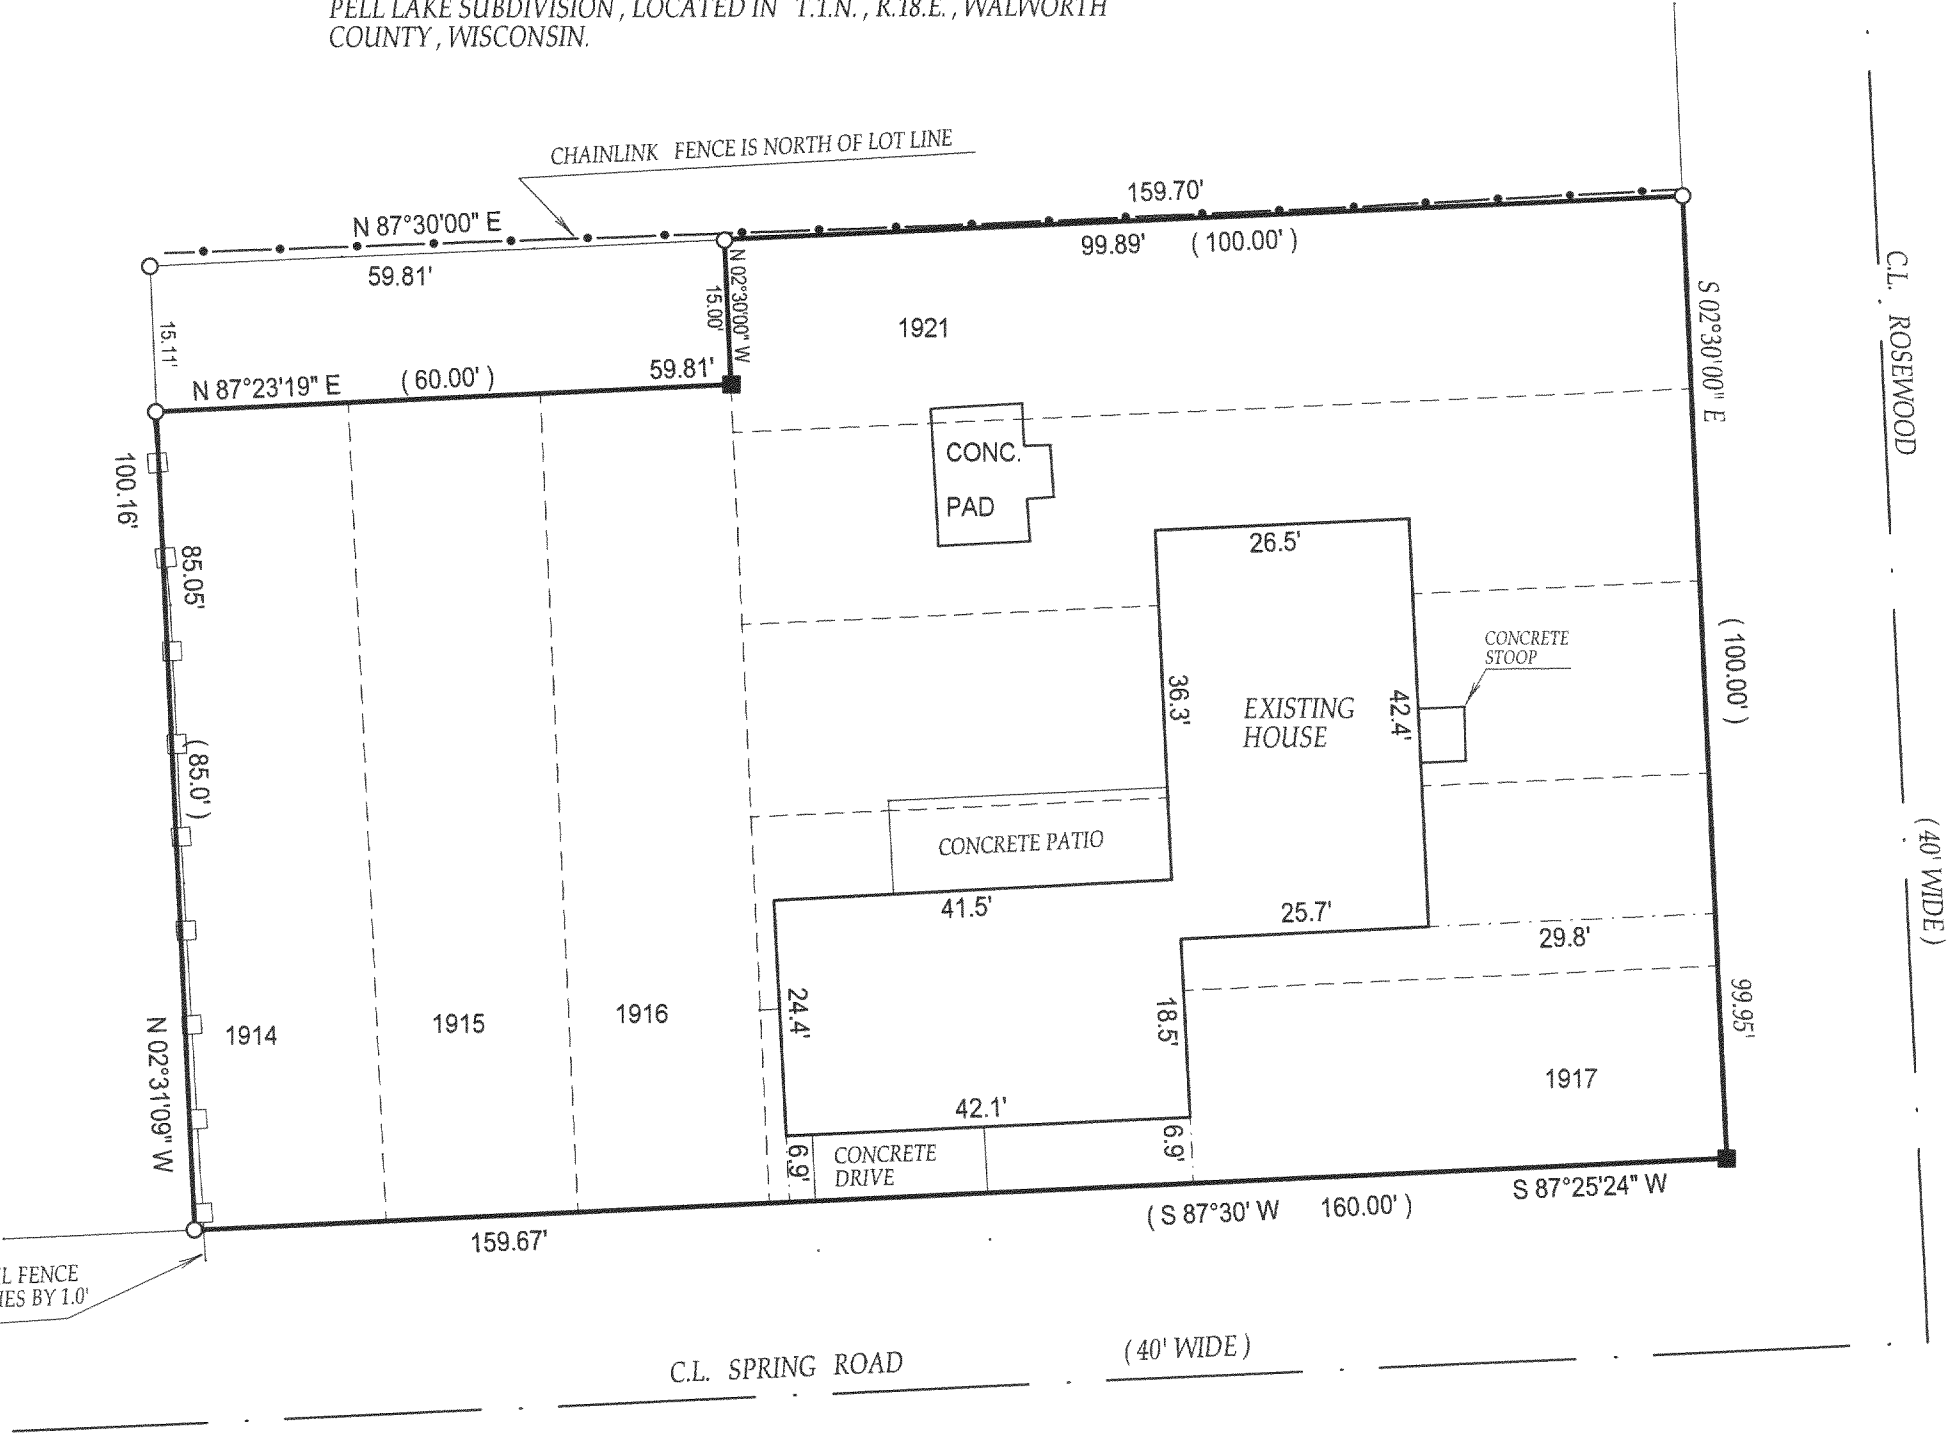 PELL LAKE SUBDIVISION , LOCATED IN T.1.N. , R.18.E. , WALWORTH
COUNTY , WISCONSIN.
CHAINLINK FENCE IS NORTH OF LOT LINE
159.70'
N 87°30'00" E
99.89' ( 100.00' )
59.81'
N 02°30'00" W
15.00'
15.11'
1921
S 02°30'00" E
C.L. ROSEWOOD
N 87°23'19" E ( 60.00' ) 59.81'
CONC.
PAD
100.16'
85.05'
26.5'
CONCRETE
STOOP
( 100.00' )
36.3'
EXISTING
HOUSE
42.4'
( 85.0' )
CONCRETE PATIO
( 40' WIDE )
41.5'
25.7'
29.8'
24.4'
18.5'
99.95'
1914
1915
1916
N 02°31'09" W
1917
42.1'
6.9'
CONCRETE
DRIVE
6.9'
S 87°25'24" W
( S 87°30' W 160.00' )
159.67'
FENCE
BY 1.0'
C.L. SPRING ROAD ( 40' WIDE )